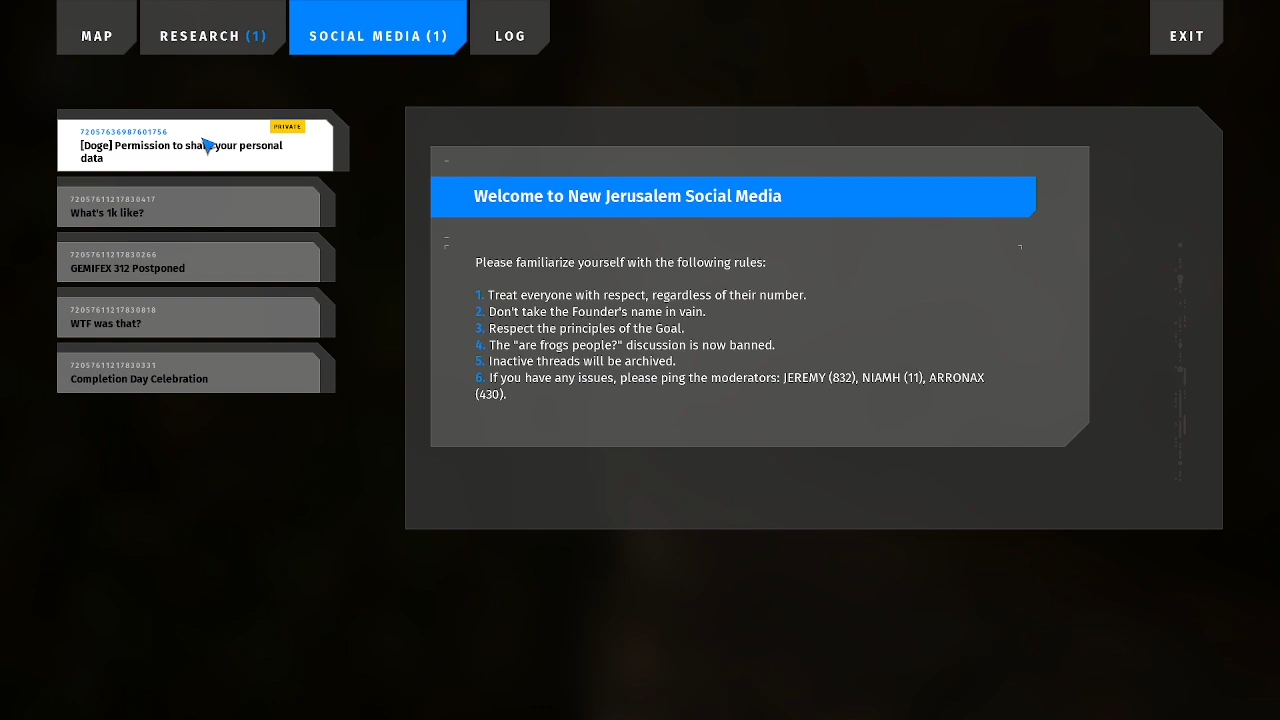 MAP
RESEARCH (1)
SOCIAL MEDIA (1)
LOG
EXIT
72057636987601756
PRIVATE
[Doge] Permission to share your personal
data
72057611217830417
What's 1k like?
72057611217830266
GEMIFEX 312 Postponed
72057611217830818
WTF was that?
72057611217830331
Completion Day Celebration
Welcome to New Jerusalem Social Media
Please familiarize yourself with the following rules:
1. Treat everyone with respect, regardless of their number.
2. Don't take the Founder's name in vain.
3. Respect the principles of the Goal.
4. The "are frogs people?" discussion is now banned.
5. Inactive threads will be archived.
6. If you have any issues, please ping the moderators: JEREMY (832), NIAMH (11), ARRONAX
(430).